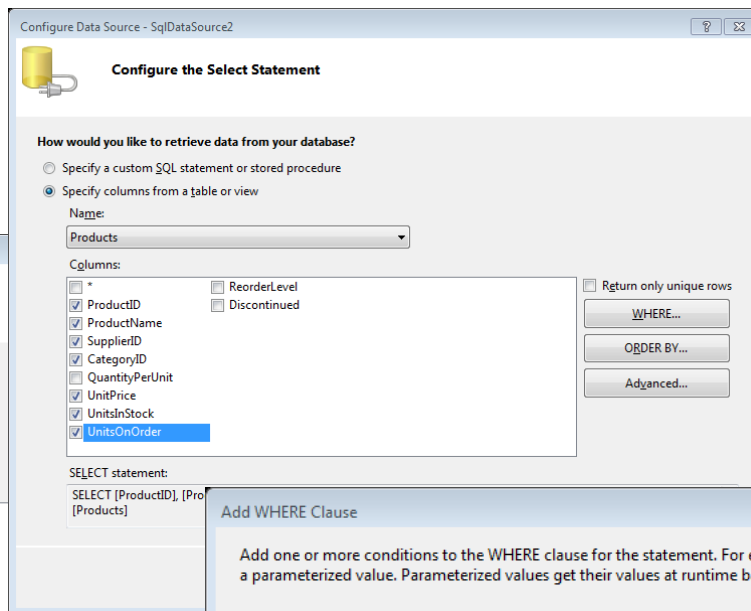 Configure Data Source - SqlDataSource2
Configure the Select Statement
How would you like to retrieve data from your database?
Specify a custom SQL statement or stored procedure
Specify columns from a table or view
Name:
Products
Columns:
*
ProductID
ProductName
SupplierID
CategoryID
QuantityPerUnit
UnitPrice
UnitsInStock
UnitsOnOrder
ReorderLevel
Discontinued
Return only unique rows
WHERE...
ORDER BY...
Advanced...
SELECT statement:
SELECT [ProductID], [Pro
[Products]
Add WHERE Clause
Add one or more conditions to the WHERE clause for the statement. For e
a parameterized value. Parameterized values get their values at runtime b